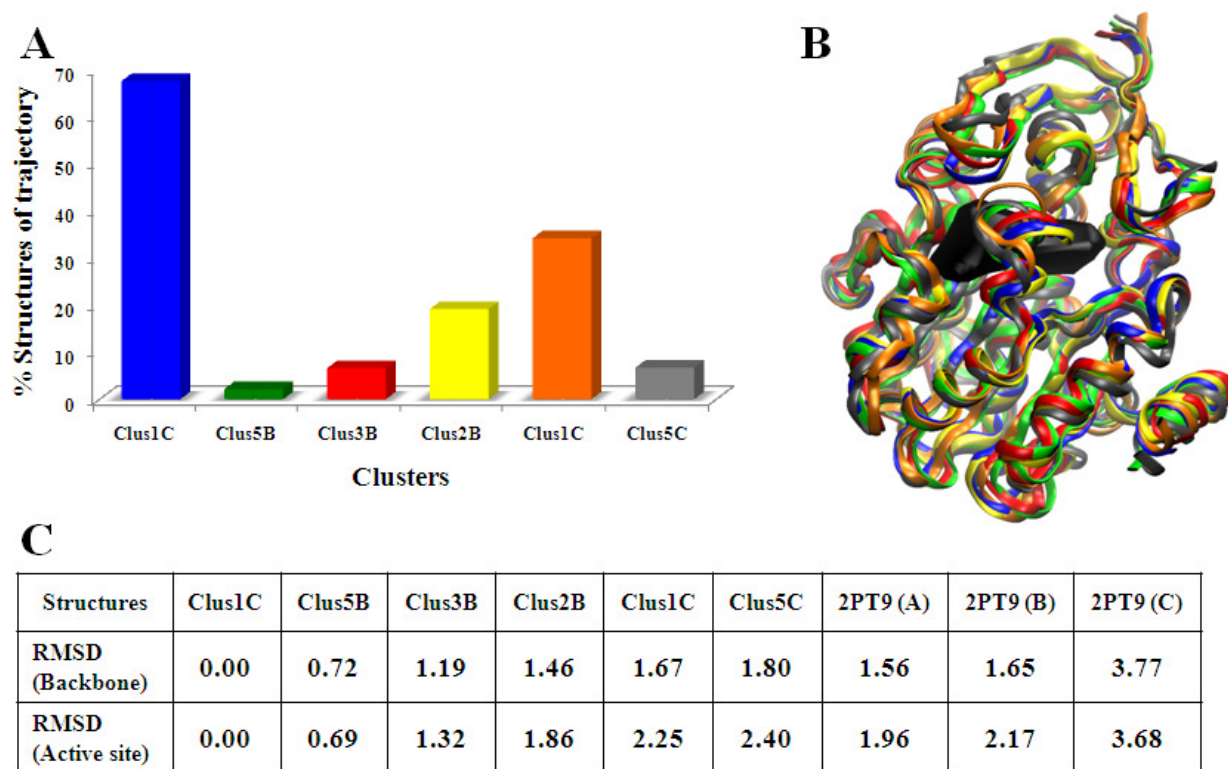 A
B
% Structures of trajectory
70
60
50
40
30
20
10
0
Clus1C Clus5B Clus3B Clus2B Clus1C Clus5C
Clusters
C
Structures Clus1C Clus5B Clus3B Clus2B Clus1C Clus5C 2PT9 (A) 2PT9 (B) 2PT9 (C)
RMSD
(Backbone) 0.00 0.72 1.19 1.46 1.67 1.80 1.56 1.65 3.77
RMSD
(Active site) 0.00 0.69 1.32 1.86 2.25 2.40 1.96 2.17 3.68